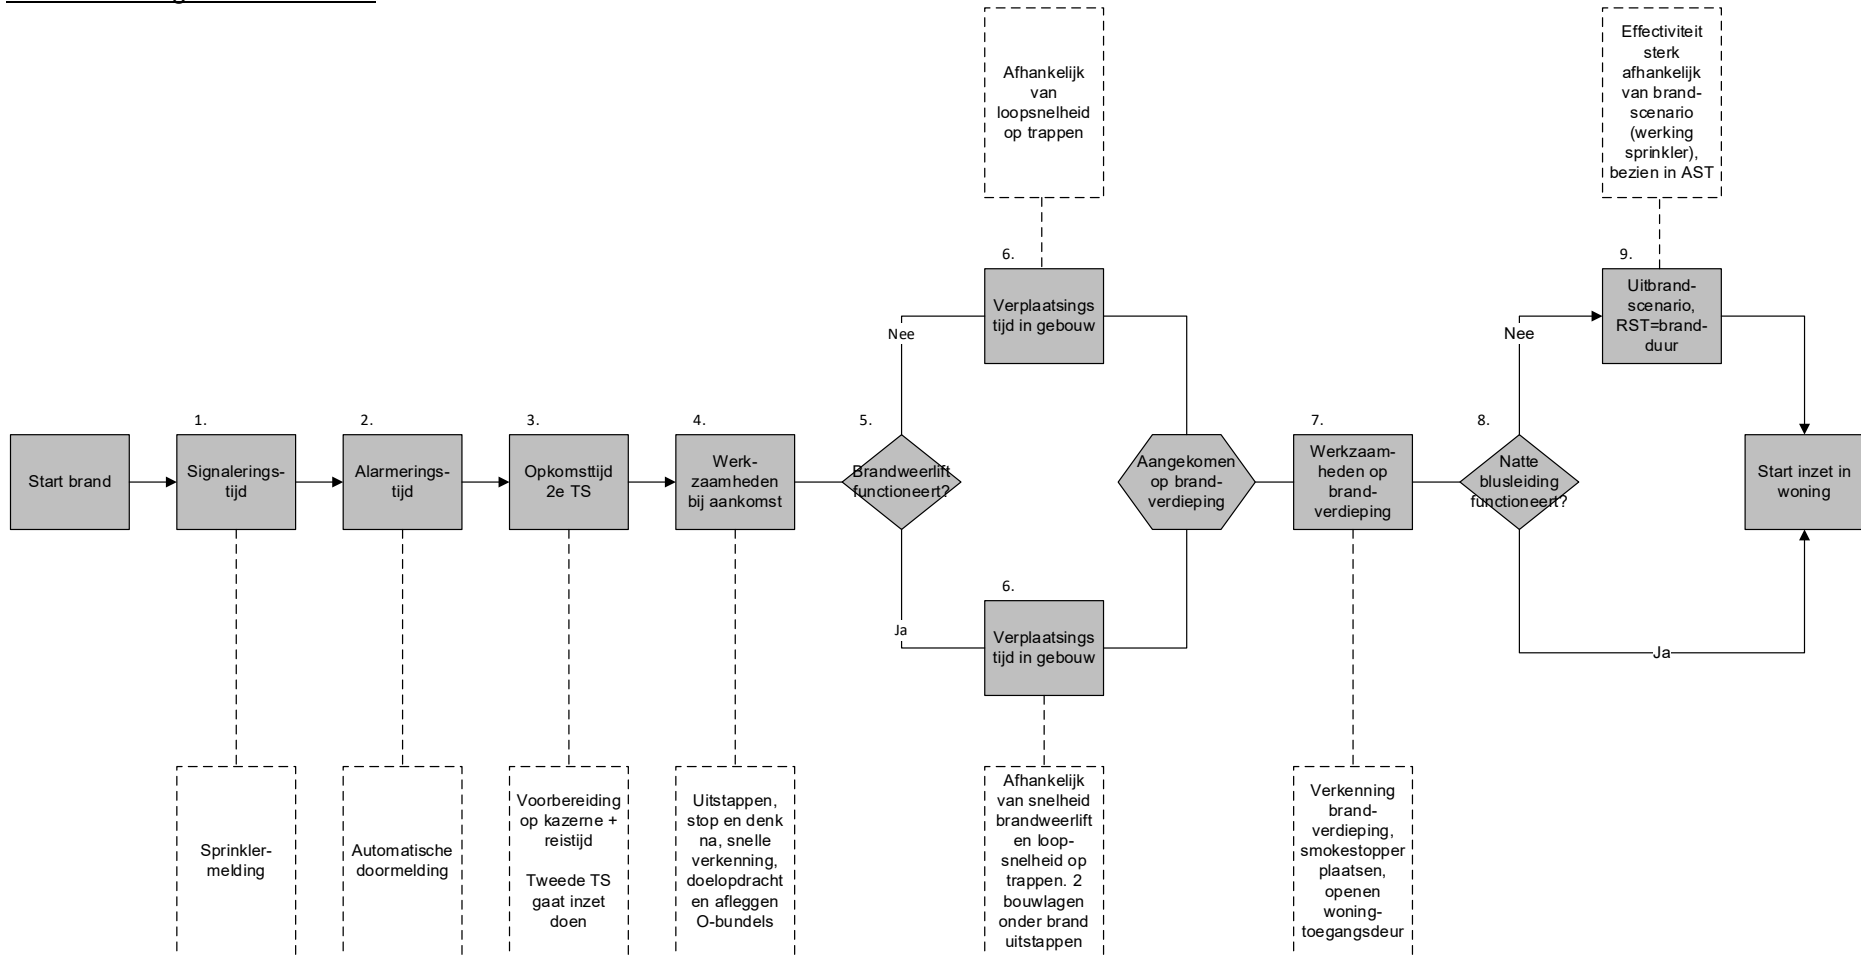 Afhankelijk
van
loopsnelheid
op trappen
Effectiviteit
sterk
afhankelijk
van brand-
scenario
(werking
sprinkler),
bezien in AST
6.
Verplaatsings
tijd in gebouw
9.
Uitbrand-
scenario,
RST=brand-
duur
Nee
Nee
Start brand
1.
Signalerings-
tijd
2.
Alarmerings-
tijd
3.
Opkomsttijd
2e TS
4.
Werk-
zaamheden
bij aankomst
5.
Brandweerlift
functioneert?
Aangekomen
op brand-
verdieping
7.
Werkzaam-
heden op
brand-
verdieping
8.
Natte
blusleiding
functioneert?
Start inzet in
woning
Ja
6.
Verplaatsings
tijd in gebouw
Ja
Sprinkler-
melding
Automatische
doormelding
Voorbereiding
op kazerne +
reistijd
Tweede TS
gaat inzet
doen
Uitstappen,
stop en denk
na, snelle
verkenning,
doelopdracht
en afleggen
O-bundels
Afhankelijk
van snelheid
brandweerlift
en loop-
snelheid op
trappen. 2
bouwlagen
onder brand
uitstappen
Verkenning
brand-
verdieping,
smokestopper
plaatsen,
openen
woning-
toegangsdeur